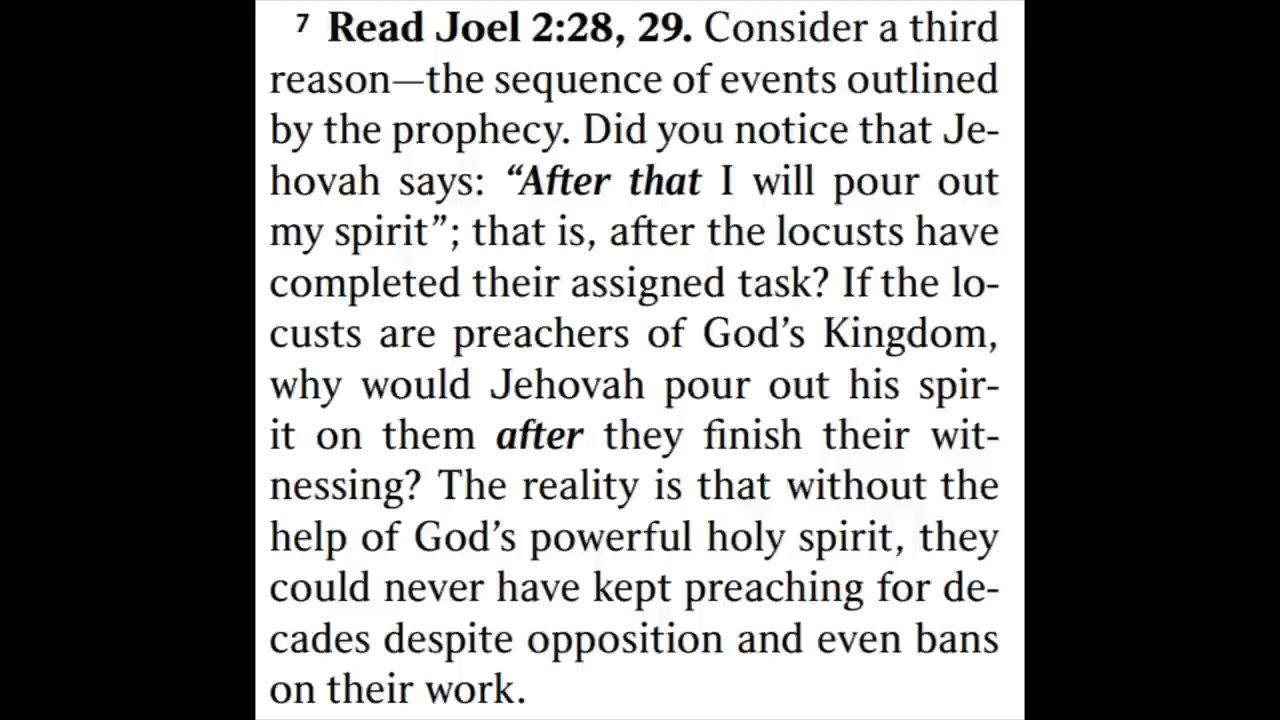 7 Read Joel 2:28, 29. Consider a third
reason—the sequence of events outlined
by the prophecy. Did you notice that Je-
hovah says: “After that I will pour out
my spirit”; that is, after the locusts have
completed their assigned task? If the lo-
custs are preachers of God’s Kingdom,
why would Jehovah pour out his spir-
it on them after they finish their wit-
nessing? The reality is that without the
help of God’s powerful holy spirit, they
could never have kept preaching for de-
cades despite opposition and even bans
on their work.